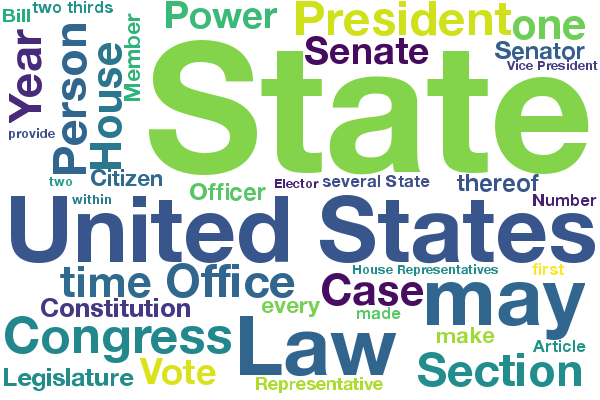 Bill
two thirds
Power
President
one
Year
Person
House
Member
Senate
Senator
Vice President
State
provide
two
Citizen
within
Officer
Elector
several State
thereof
Number
United States
time
Office
House Representatives
first
Case
may
Constitution
every
made
Congress
Law
make
Article
Legislature
Vote
Representative
Section